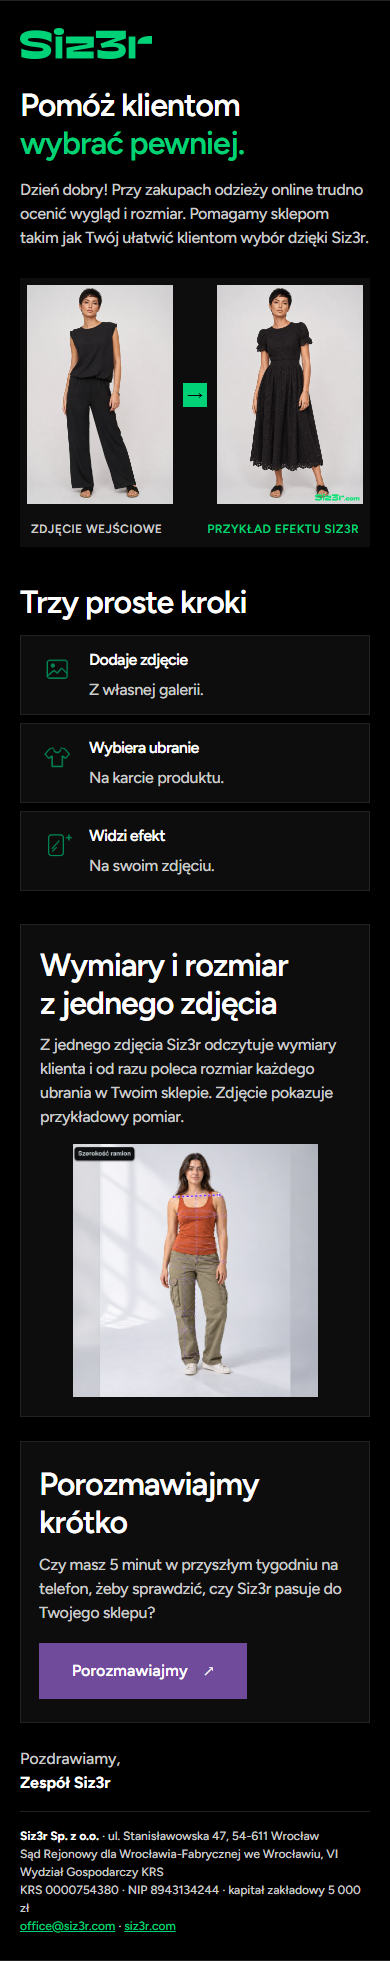 Siz3r
Pomóż klientom
wybrać pewniej.
Dzień dobry! Przy zakupach odzieży online trudno
ocenić wygląd i rozmiar. Pomagamy sklepom
takim jak Twój ułatwić klientom wybór dzięki Siz3r.
→
Siz3r.com
ZDJĘCIE WEJŚCIOWE
PRZYKŁAD EFEKTU SIZ3R
Trzy proste kroki
Dodaje zdjęcie
Z własnej galerii.
Wybiera ubranie
Na karcie produktu.
Widzi efekt
Na swoim zdjęciu.
Wymiary i rozmiar
z jednego zdjęcia
Z jednego zdjęcia Siz3r odczytuje wymiary
klienta i od razu poleca rozmiar każdego
ubrania w Twoim sklepie. Zdjęcie pokazuje
przykładowy pomiar.
Szerokość ramion
Porozmawiajmy
krótko
Czy masz 5 minut w przyszłym tygodniu na
telefon, żeby sprawdzić, czy Siz3r pasuje do
Twojego sklepu?
Porozmawiajmy ↗
Pozdrawiamy,
Zespół Siz3r
Siz3r Sp. z o.o. · ul. Stanisławowska 47, 54-611 Wrocław
Sąd Rejonowy dla Wrocławia-Fabrycznej we Wrocławiu, VI
Wydział Gospodarczy KRS
KRS 0000754380 · NIP 8943134244 · kapitał zakładowy 5 000
zł
office@siz3r.com · siz3r.com